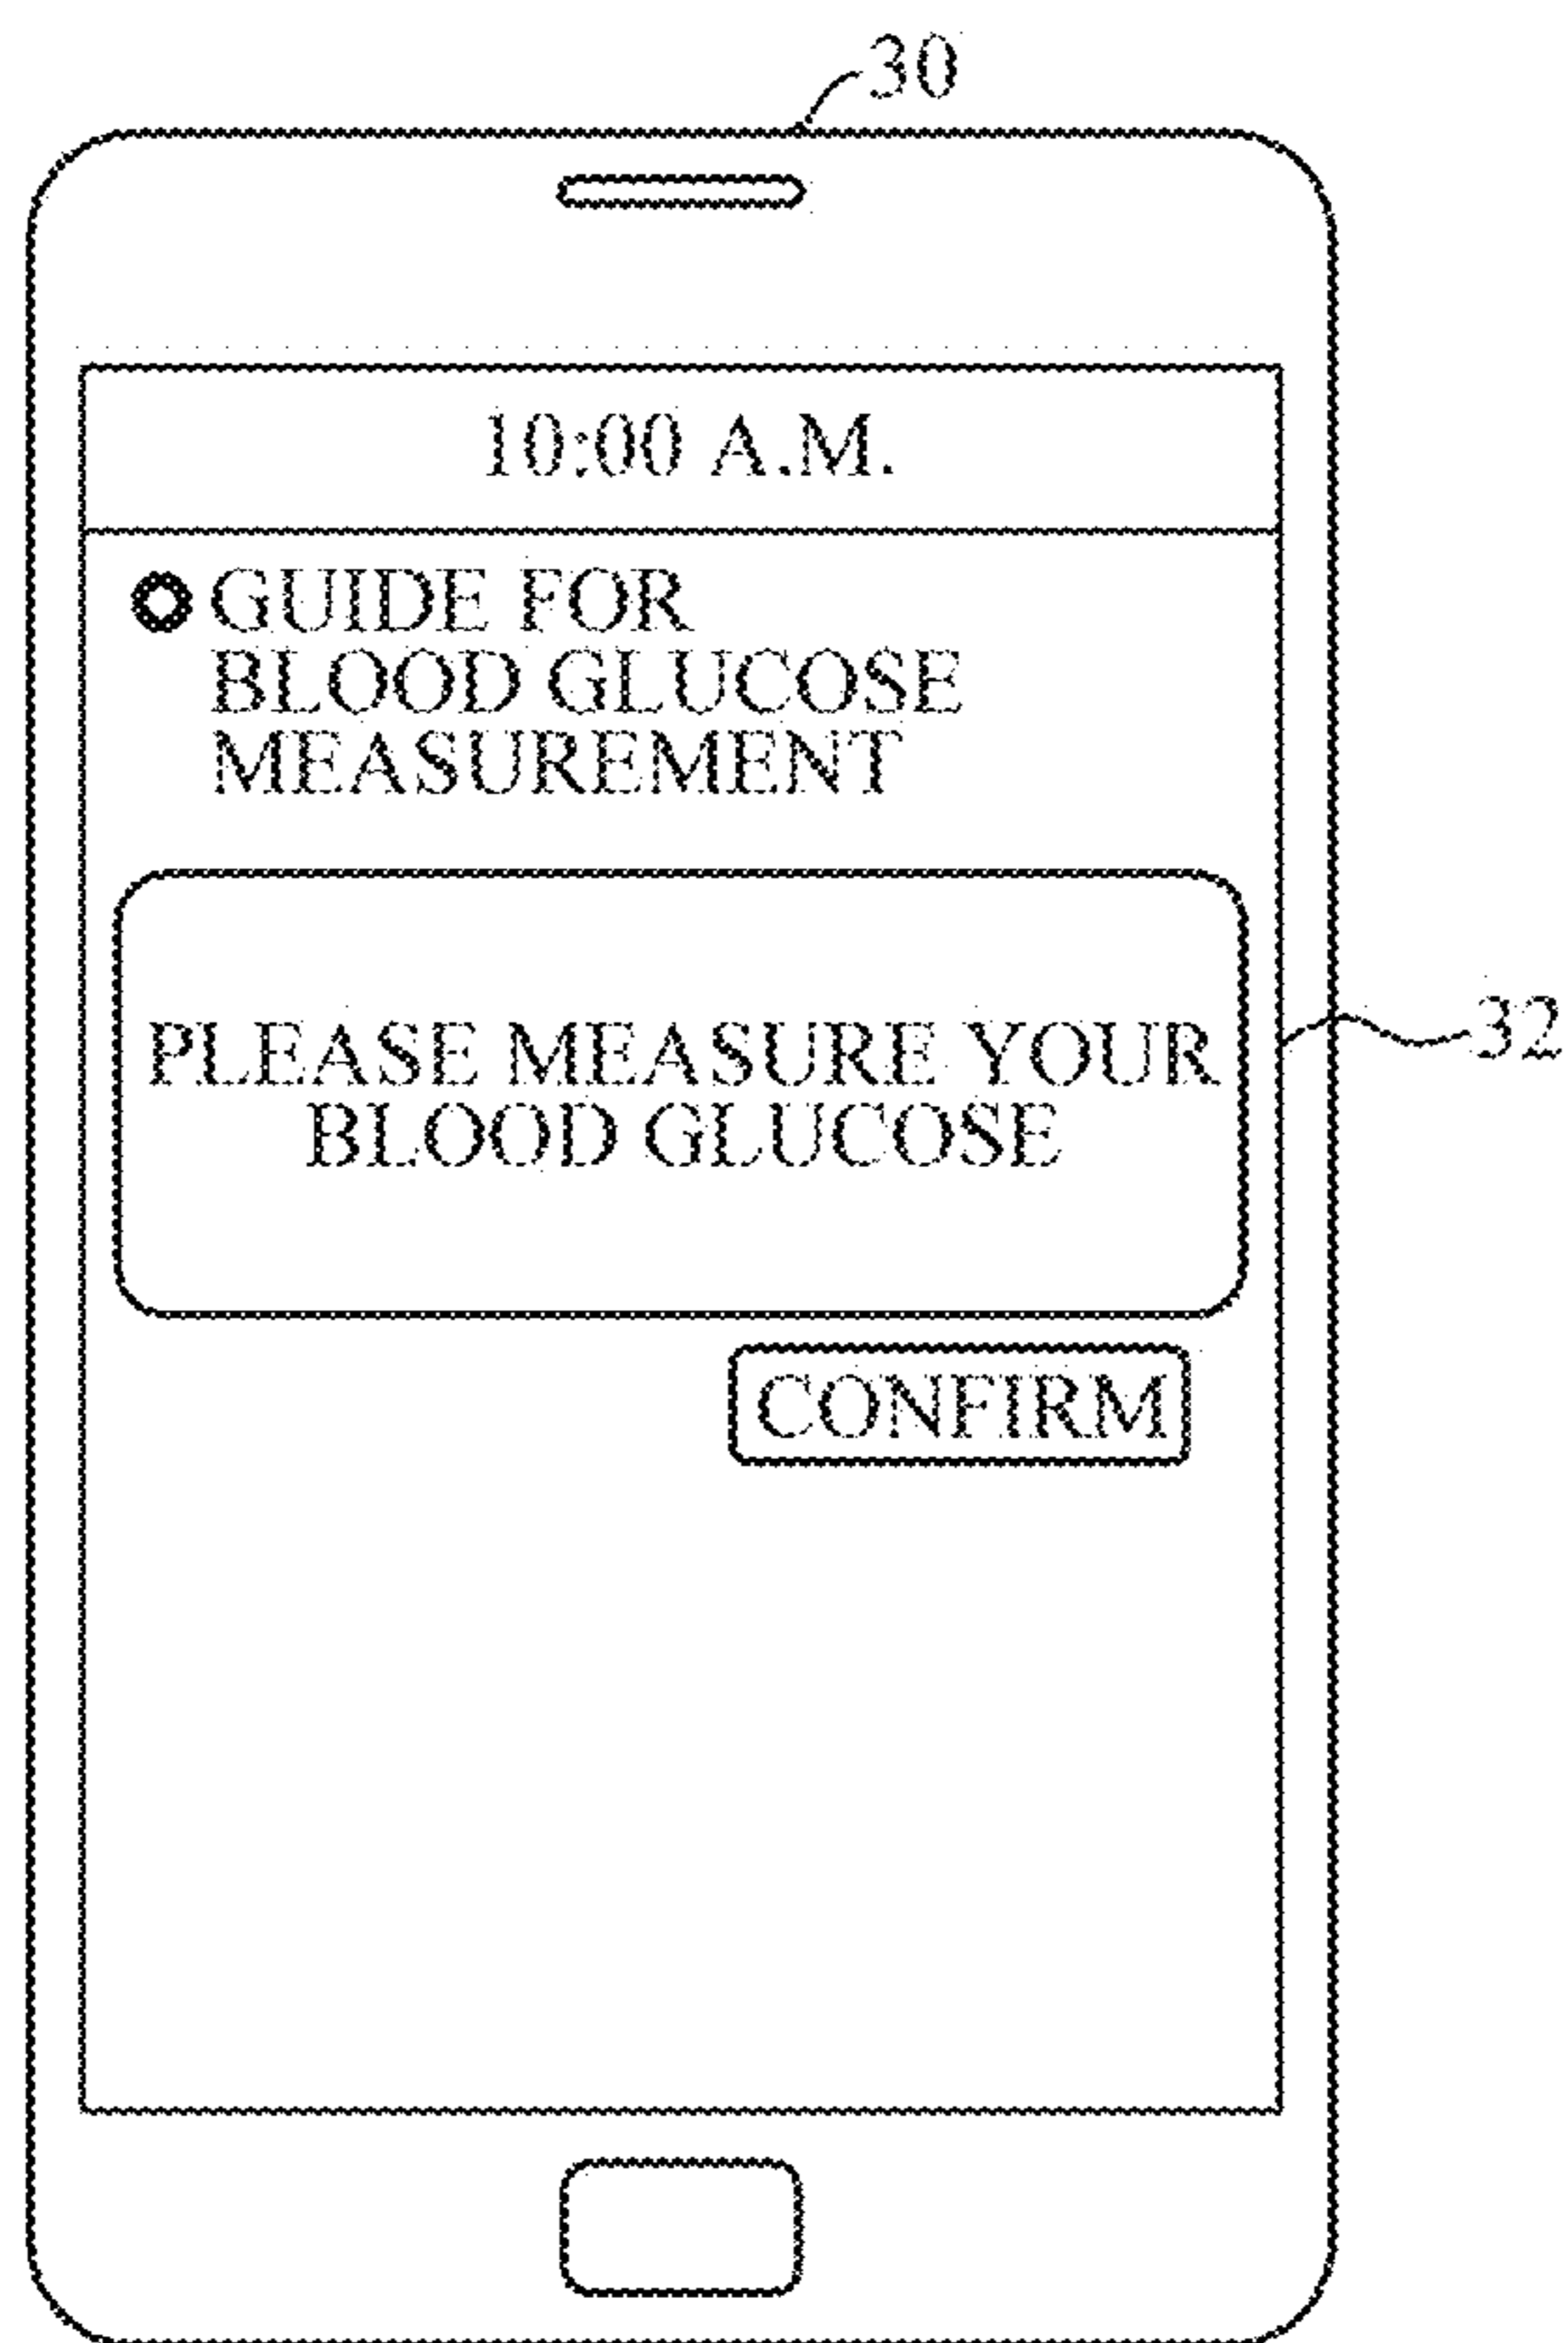 30
10:00 A.M.
GUIDE FOR
BLOOD GLUCOSE
MEASUREMENT
PLEASE MEASURE YOUR
BLOOD GLUCOSE
32
CONFIRM